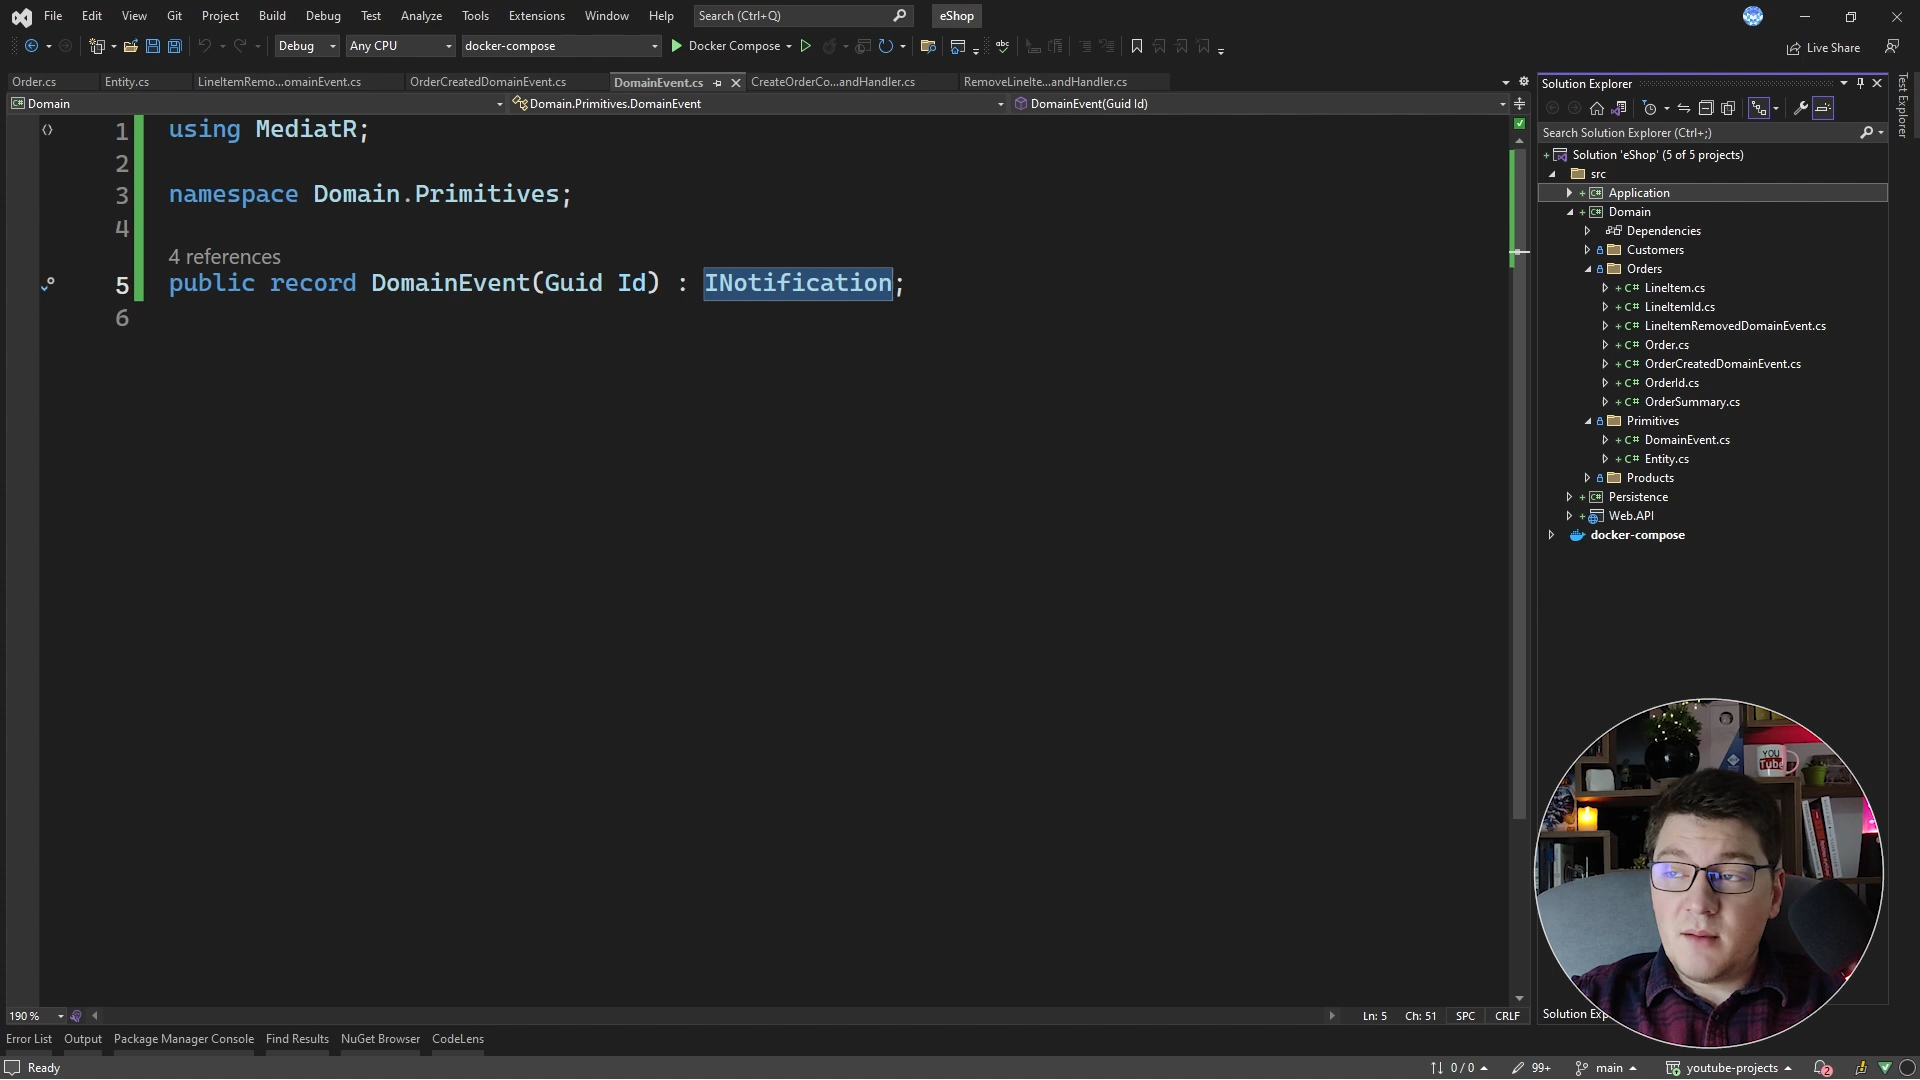 File Edit View Git Project Build Debug Test Analyze Tools Extensions Window Help Search (Ctrl+Q) eShop
Debug Any CPU docker-compose Docker Compose Live Share
Order.cs Entity.cs LineItemRemo...omainEvent.cs OrderCreatedDomainEvent.cs DomainEvent.cs CreateOrderCo...andHandler.cs RemoveLineIte...andHandler.cs
Domain Domain.Primitives.DomainEvent DomainEvent(Guid Id)
1 using MediatR;
2
3 namespace Domain.Primitives;
4
4 references
5 public record DomainEvent(Guid Id) : INotification;
6
Solution Explorer
Search Solution Explorer (Ctrl+;)
Solution 'eShop' (5 of 5 projects)
src
Application
Domain
Dependencies
Customers
Orders
LineItem.cs
LineItemId.cs
LineItemRemovedDomainEvent.cs
Order.cs
OrderCreatedDomainEvent.cs
OrderId.cs
OrderSummary.cs
Primitives
DomainEvent.cs
Entity.cs
Products
Persistence
Web.API
docker-compose
Test Explorer
YOU
Tube
190 % Ln: 5 Ch: 51 SPC CRLF
Solution Exp
Error List Output Package Manager Console Find Results NuGet Browser CodeLens
Ready 0 / 0 99+ main youtube-projects 2